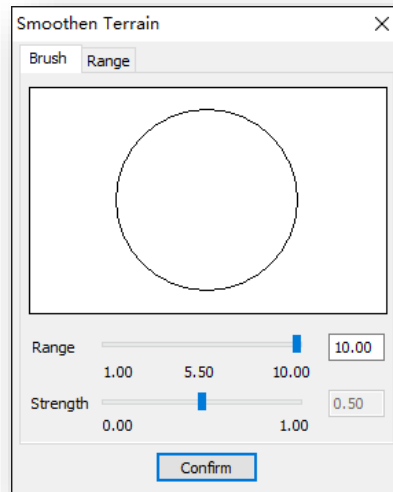 Smoothen Terrain
Brush Range
Range 10.00
1.00 5.50 10.00
Strength 0.50
0.00 1.00
Confirm